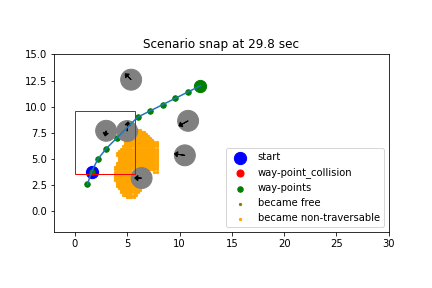 Scenario snap at 29.8 sec
15.0
12.5
10.0
7.5
5.0
2.5
0.0
0 5 10 15 20 25 30
start
way-point_collision
way-points
became free
became non-traversable